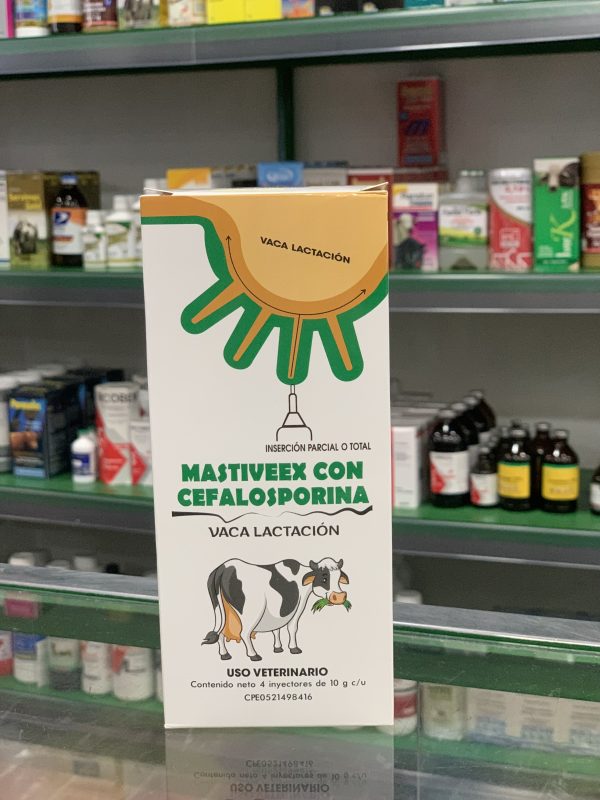 VACA LACTACIÓN
INSERCIÓN PARCIAL O TOTAL
MASTIVEEX CON
CEFALOSPORINA
VACA LACTACIÓN
USO VETERINARIO
Contenido neto 4 inyectores de 10 g c/u
CPE0521498416